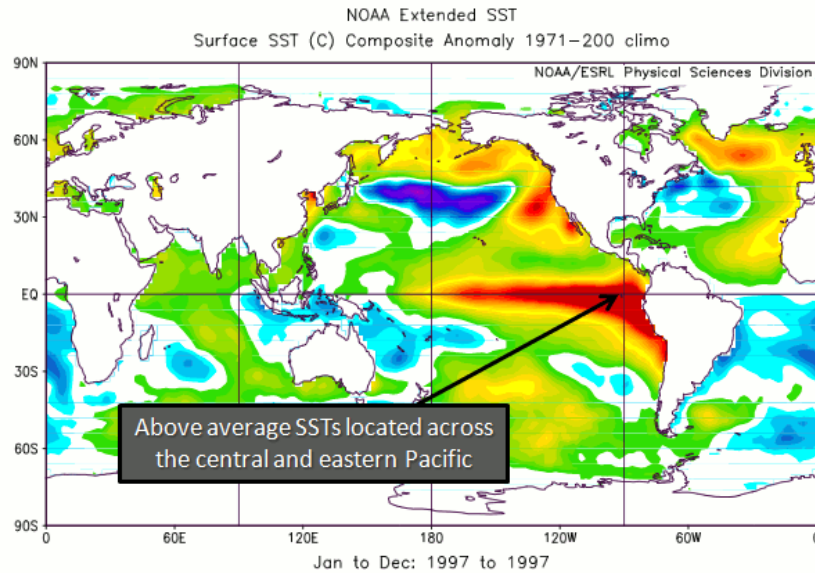 NOAA Extended SST
Surface SST (C) Composite Anomaly 1971-200 climo
NOAA/ESRL Physical Sciences Division
90N
60N
30N
EQ
30S
60S
90S
Above average SSTs located across
the central and eastern Pacific
0 60E 120E 180 120W 60W 0
Jan to Dec: 1997 to 1997